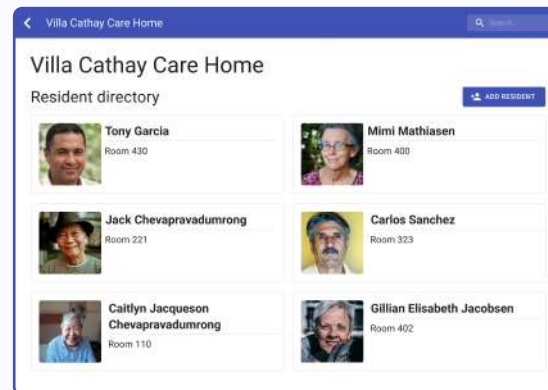 Villa Cathay Care Home
Search...
Villa Cathay Care Home
Resident directory
ADD RESIDENT
Tony Garcia
Room 430
Mimi Mathiasen
Room 400
Jack Chevapravadumrong
Room 221
Carlos Sanchez
Room 323
Caitlyn Jacqueson
Chevapravadumrong
Room 110
Gillian Elisabeth Jacobsen
Room 402